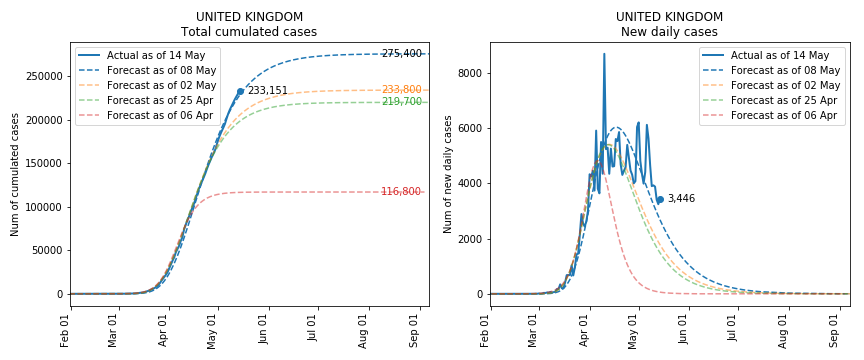 UNITED KINGDOM
Total cumulated cases
Num of cumulated cases
250000
200000
150000
100000
50000
0
Actual as of 14 May
Forecast as of 08 May
Forecast as of 02 May
Forecast as of 25 Apr
Forecast as of 06 Apr
275,400
233,151
233,800
219,700
116,800
Feb 01
Mar 01
Apr 01
May 01
Jun 01
Jul 01
Aug 01
Sep 01
UNITED KINGDOM
New daily cases
Num of new daily cases
8000
6000
4000
2000
0
Actual as of 14 May
Forecast as of 08 May
Forecast as of 02 May
Forecast as of 25 Apr
Forecast as of 06 Apr
3,446
Feb 01
Mar 01
Apr 01
May 01
Jun 01
Jul 01
Aug 01
Sep 01